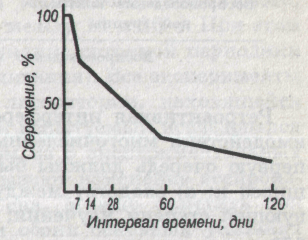 100
Сбережение, %
50
7 14 28 60 120
Интервал времени, дни